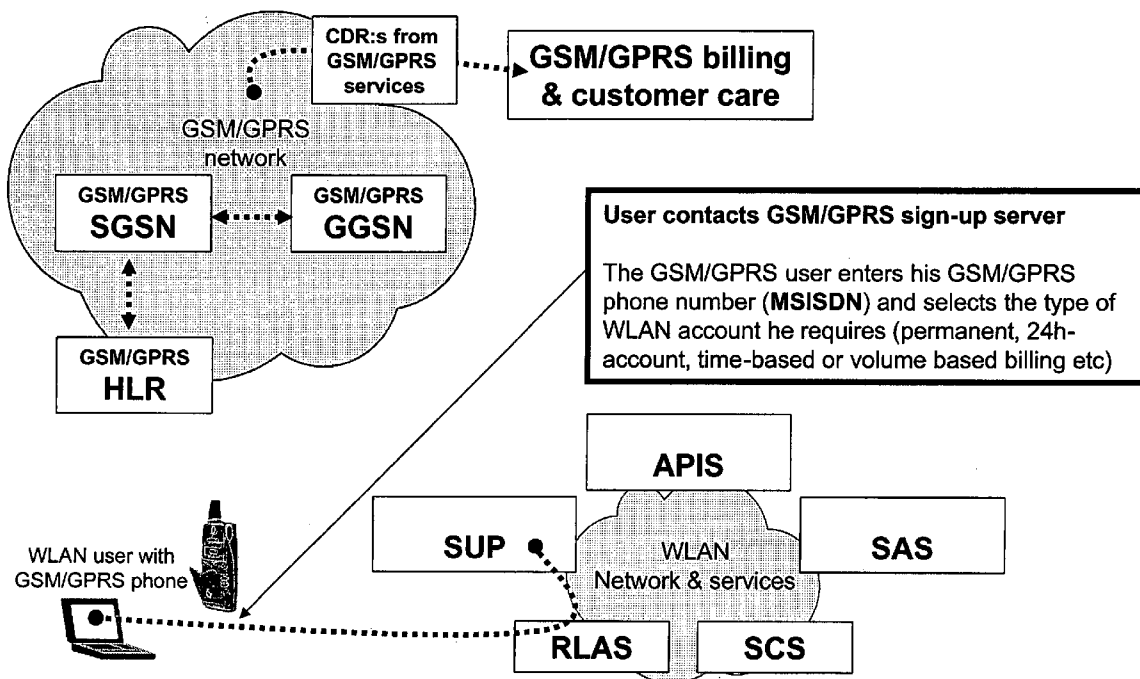 CDR:s from
GSM/GPRS
services
GSM/GPRS billing
& customer care
GSM/GPRS
network
GSM/GPRS
SGSN
GSM/GPRS
GGSN
GSM/GPRS
HLR
User contacts GSM/GPRS sign-up server
The GSM/GPRS user enters his GSM/GPRS
phone number (MSISDN) and selects the type of
WLAN account he requires (permanent, 24h-
account, time-based or volume based billing etc)
APIS
SUP
WLAN
Network & services
SAS
WLAN user with
GSM/GPRS phone
RLAS
SCS